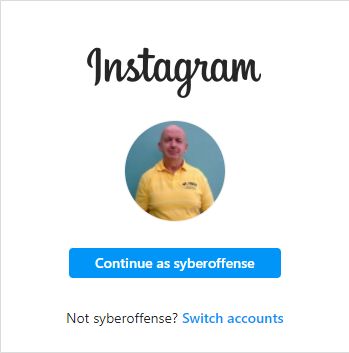 Instagram
Continue as syberoffense
Not syberoffense? Switch accounts